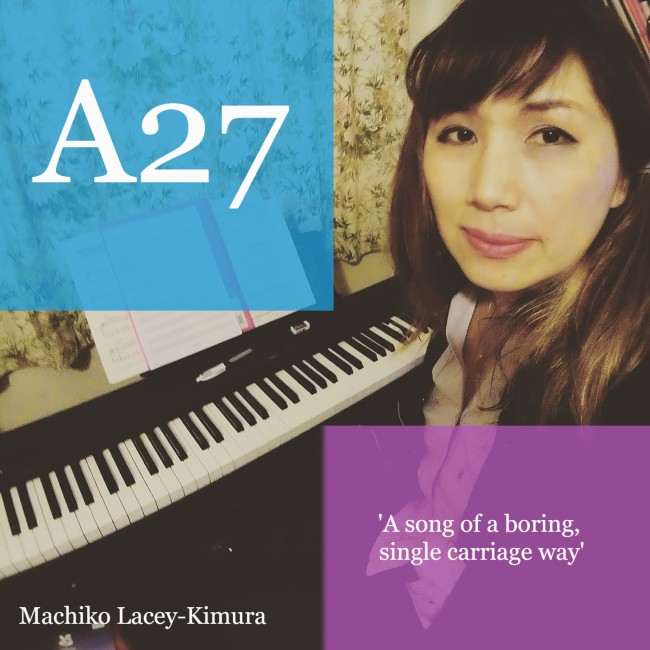 A27
'A song of a boring,
single carriage way'
Machiko Lacey-Kimura